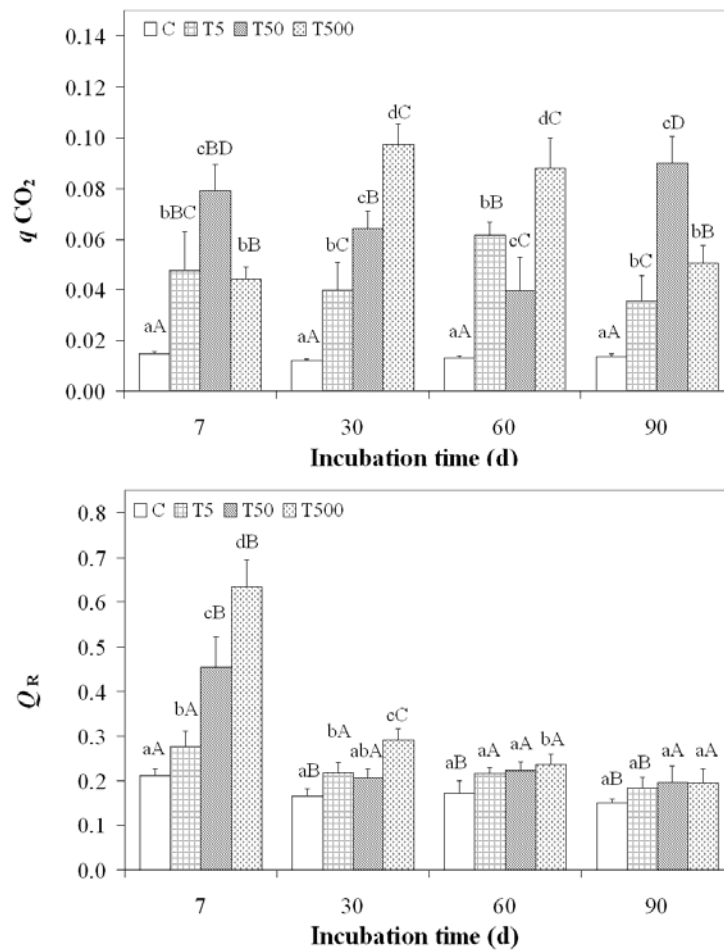 0.14
C T5 T50 T500
0.12
0.10
0.08
0.06
0.04
0.02
0.00
q CO₂
aA bBC cBD bB
aA bC cB dC
aA bB cC dC
aA bC cD bB
7 30 60 90
Incubation time (d)
0.8
C T5 T50 T500
0.7
0.6
0.5
0.4
0.3
0.2
0.1
0.0
Q R
aA bA cB dB
aB bA abA cC
aB aA aA bA
aB aB aA aA
7 30 60 90
Incubation time (d)